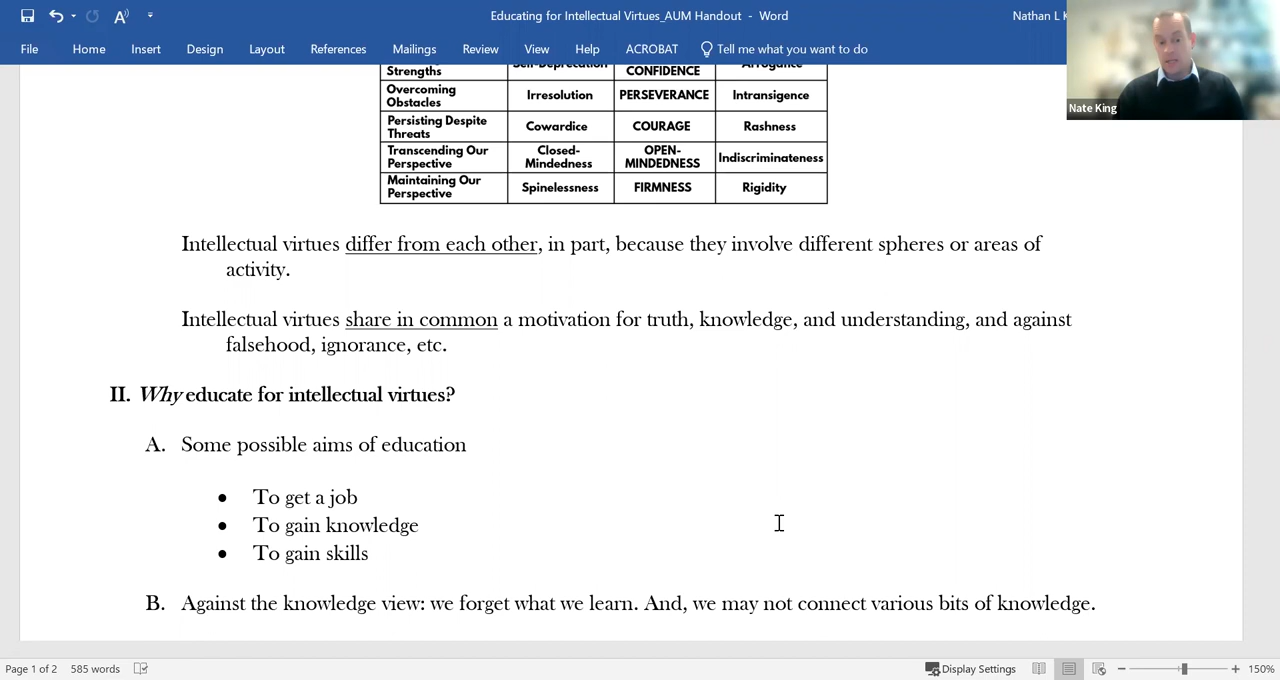 Educating for Intellectual Virtues_AUM Handout - Word
Nathan L K
File Home Insert Design Layout References Mailings Review View Help ACROBAT Tell me what you want to do
Nate King
Strengths Self-Deprecation CONFIDENCE Arrogance
Overcoming Obstacles Irresolution PERSEVERANCE Intransigence
Persisting Despite Threats Cowardice COURAGE Rashness
Transcending Our Perspective Closed-Mindedness OPEN-MINDEDNESS Indiscriminateness
Maintaining Our Perspective Spinelessness FIRMNESS Rigidity
Intellectual virtues differ from each other, in part, because they involve different spheres or areas of
activity.
Intellectual virtues share in common a motivation for truth, knowledge, and understanding, and against
falsehood, ignorance, etc.
II. Why educate for intellectual virtues?
A. Some possible aims of education
• To get a job
• To gain knowledge
• To gain skills
B. Against the knowledge view: we forget what we learn. And, we may not connect various bits of knowledge.
Page 1 of 2 585 words Display Settings 150%